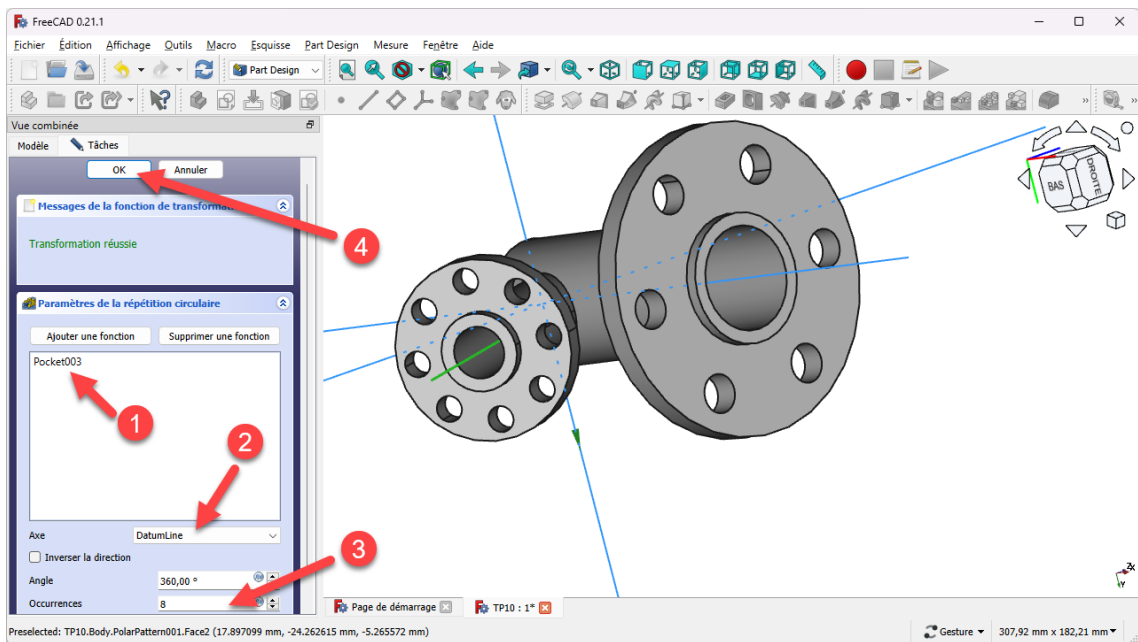 FreeCAD 0.21.1
Fichier Édition Affichage Outils Macro Esquisse Part Design Mesure Fenêtre Aide
Part Design
Vue combinée
Modèle Tâches
OK Annuler
Messages de la fonction de transformat
4
Transformation réussie
Paramètres de la répétition circulaire
Ajouter une fonction Supprimer une fonction
Pocket003
1
2
Axe DatumLine
Inverser la direction
3
Angle 360,00 °
Occurrences 8
BAS DROITE
Page de démarrage TP10 : 1*
Preselected: TP10.Body.PolarPattern001.Face2 (17.897099 mm, -24.262615 mm, -5.265572 mm) Gesture 307,92 mm x 182,21 mm